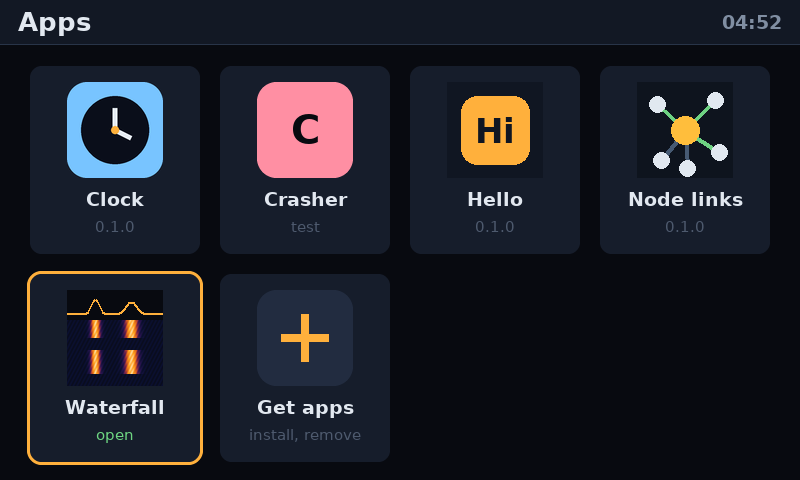 Apps
04:52
C
Hi
Clock
Crasher
Hello
Node links
0.1.0
test
0.1.0
0.1.0
Waterfall
Get apps
open
install, remove